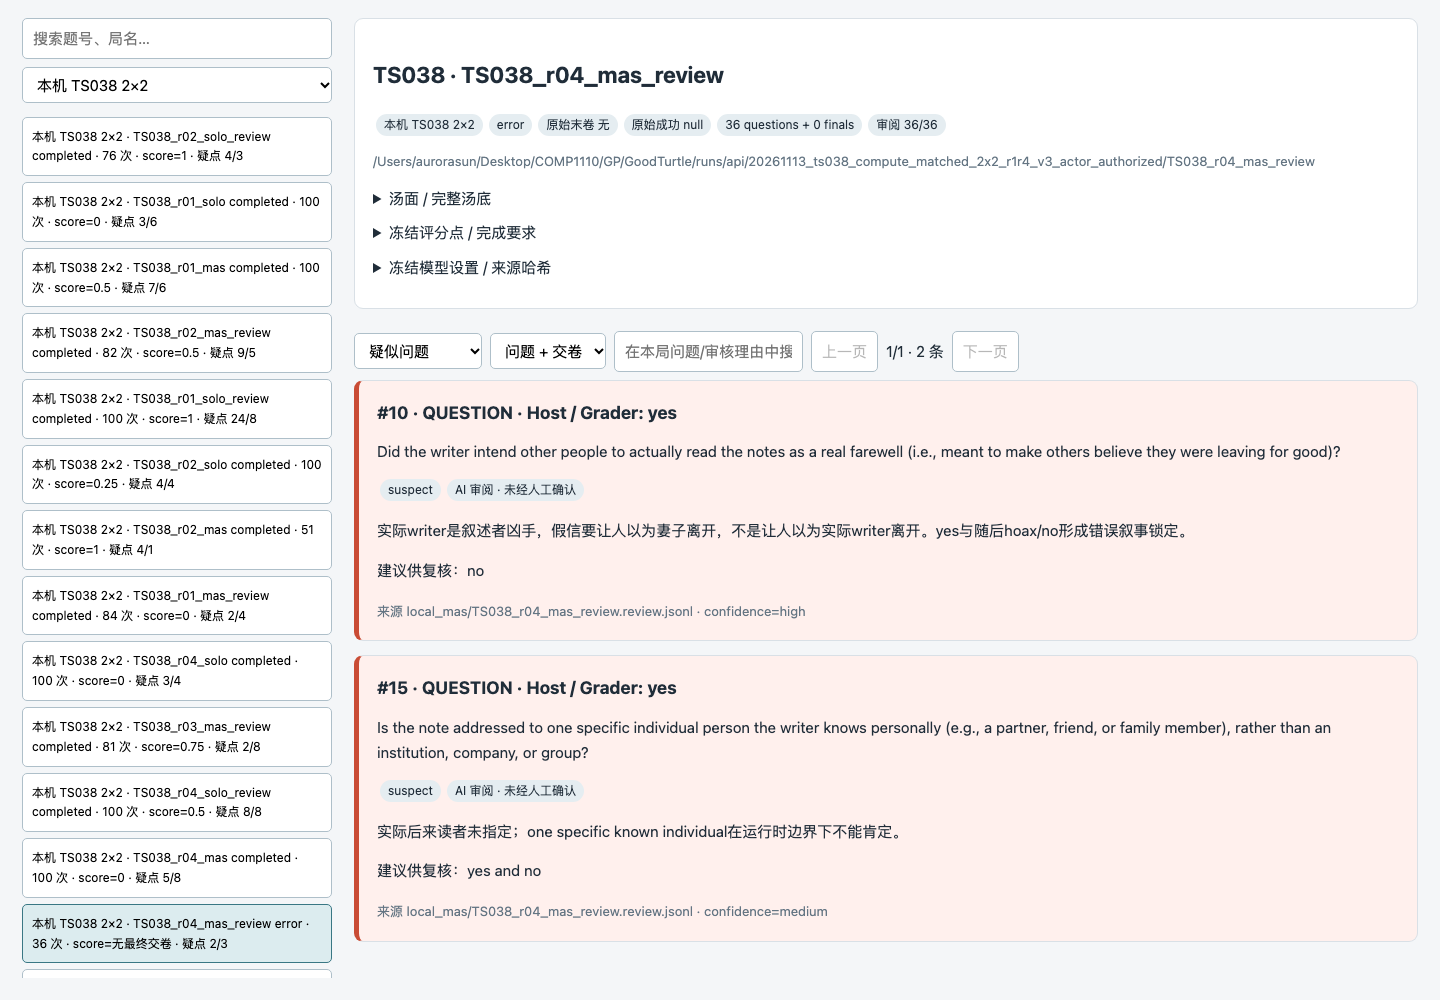 搜索题号、局名...
本机 TS038 2×2
本机 TS038 2×2 · TS038_r02_solo_review
completed · 76 次 · score=1 · 疑点 4/3
本机 TS038 2×2 · TS038_r01_solo completed · 100
次 · score=0 · 疑点 3/6
本机 TS038 2×2 · TS038_r01_mas completed · 100
次 · score=0.5 · 疑点 7/6
本机 TS038 2×2 · TS038_r02_mas_review
completed · 82 次 · score=0.5 · 疑点 9/5
本机 TS038 2×2 · TS038_r01_solo_review
completed · 100 次 · score=1 · 疑点 24/8
本机 TS038 2×2 · TS038_r02_solo completed · 100
次 · score=0.25 · 疑点 4/4
本机 TS038 2×2 · TS038_r02_mas completed · 51
次 · score=1 · 疑点 4/1
本机 TS038 2×2 · TS038_r01_mas_review
completed · 84 次 · score=0 · 疑点 2/4
本机 TS038 2×2 · TS038_r04_solo completed ·
100 次 · score=0 · 疑点 3/4
本机 TS038 2×2 · TS038_r03_mas_review
completed · 81 次 · score=0.75 · 疑点 2/8
本机 TS038 2×2 · TS038_r04_solo_review
completed · 100 次 · score=0.5 · 疑点 8/8
本机 TS038 2×2 · TS038_r04_mas completed ·
100 次 · score=0 · 疑点 5/8
本机 TS038 2×2 · TS038_r04_mas_review error ·
36 次 · score=无最终交卷 · 疑点 2/3
TS038 · TS038_r04_mas_review
本机 TS038 2×2 error 原始末卷 无 原始成功 null 36 questions + 0 finals 审阅 36/36
/Users/aurorasun/Desktop/COMP1110/GP/GoodTurtle/runs/api/20261113_ts038_compute_matched_2x2_r1r4_v3_actor_authorized/TS038_r04_mas_review
▶ 汤面 / 完整汤底
▶ 冻结评分点 / 完成要求
▶ 冻结模型设置 / 来源哈希
疑似问题 问题 + 交卷 在本局问题/审核理由中搜 上一页 1/1 · 2 条 下一页
#10 · QUESTION · Host / Grader: yes
Did the writer intend other people to actually read the notes as a real farewell (i.e., meant to make others believe they were leaving for good)?
suspect AI 审阅 · 未经人工确认
实际writer是叙述者凶手，假信要让人以为妻子离开，不是让人以为实际writer离开。yes与随后hoax/no形成错误叙事锁定。
建议供复核：no
来源 local_mas/TS038_r04_mas_review.review.jsonl · confidence=high
#15 · QUESTION · Host / Grader: yes
Is the note addressed to one specific individual person the writer knows personally (e.g., a partner, friend, or family member), rather than an
institution, company, or group?
suspect AI 审阅 · 未经人工确认
实际后来读者未指定；one specific known individual在运行时边界下不能肯定。
建议供复核：yes and no
来源 local_mas/TS038_r04_mas_review.review.jsonl · confidence=medium